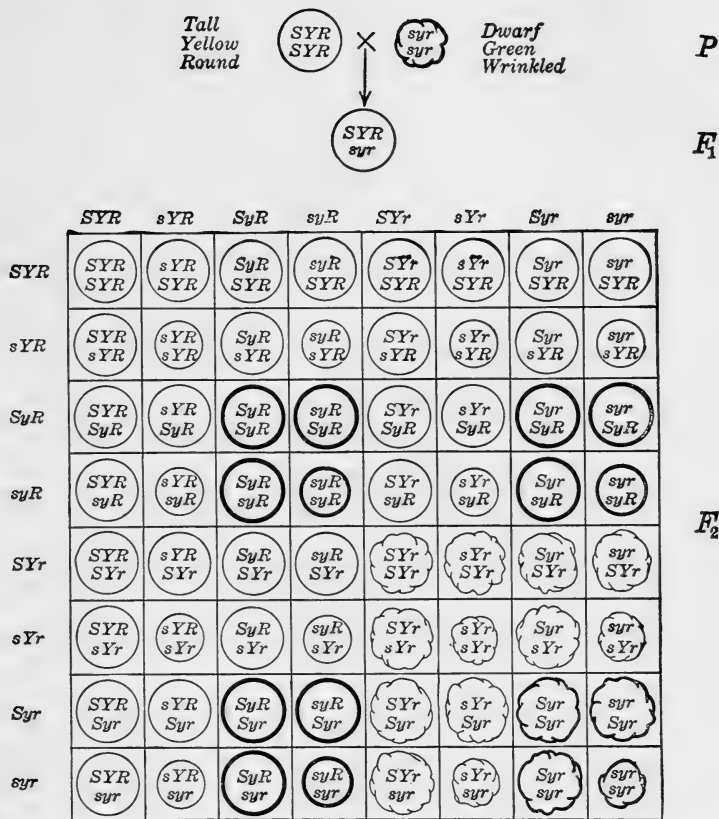 Tall
Yellow
Round
SYR
SYR
×
syr
syr
Dwarf
Green
Wrinkled
P
SYR
syr
F1
SYR sYR SyR syR SYr sYr Syr syr
SYR
SYR sYR SyR syR SYr sYr Syr syr
SYR SYR SYR SYR SYR SYR SYR SYR
sYR
SYR sYR SyR syR SYr sYr Syr syr
sYR sYR sYR sYR sYR sYR sYR sYR
SyR
SYR sYR SyR syR SYr sYr Syr syr
SyR SyR SyR SyR SyR SyR SyR SyR
syR
SYR sYR SyR syR SYr sYr Syr syr
syR syR syR syR syR syR syR syR
F2
SYr
SYR sYR SyR syR SYr sYr Syr syr
SYr SYr SYr SYr SYr SYr SYr SYr
sYr
SYR sYR SyR syR SYr sYr Syr syr
sYr sYr sYr sYr sYr sYr sYr sYr
Syr
SYR sYR SyR syR SYr sYr Syr syr
Syr Syr Syr Syr Syr Syr Syr Syr
syr
SYR sYR SyR syR SYr sYr Syr syr
syr syr syr syr syr syr syr syr